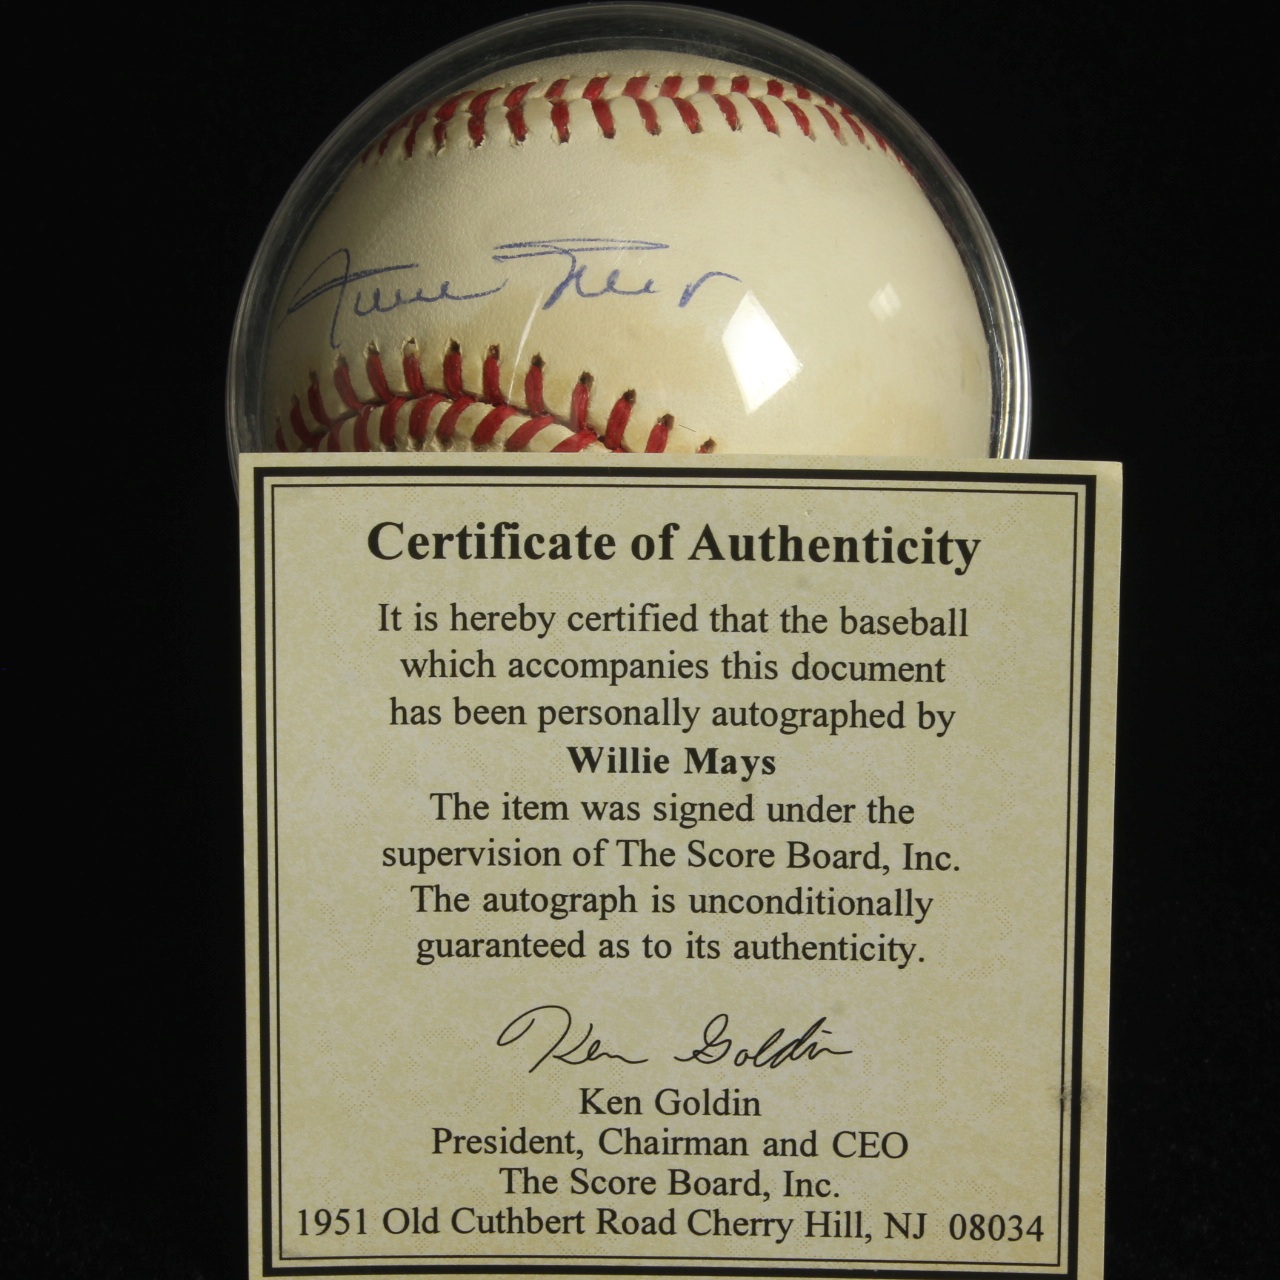 Willie Mays
Certificate of Authenticity
It is hereby certified that the baseball
which accompanies this document
has been personally autographed by
Willie Mays
The item was signed under the
supervision of The Score Board, Inc.
The autograph is unconditionally
guaranteed as to its authenticity.
Ken Goldin
Ken Goldin
President, Chairman and CEO
The Score Board, Inc.
1951 Old Cuthbert Road Cherry Hill, NJ 08034